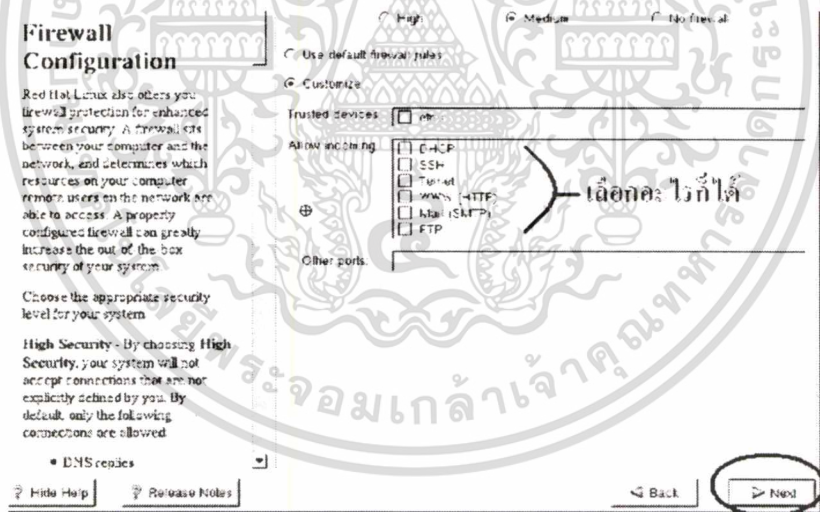 Firewall
Configuration
Red Hat Linux also offers you
firewall protection for enhanced
system security. A firewall sits
between your computer and the
network, and determines which
resources on your computer
remote users on the network are
able to access. A properly
configured firewall can greatly
increase the out of the box
security of your system
Choose the appropriate security
level for your system
High Security - By choosing High
Security, your system will not
accept connections that are not
explicitly defined by you. By
default, only the following
connections are allowed
• DNS replies
? Hide Help
? Release Notes
High
Medium
No firewall
Use default firewall rules
Customize
Trusted devices
Allow incoming
DHCP
SSH
Telnet
WWW (HTTP)
Mail (SMTP)
FTP
เลือกอะไรก็ได้
Other ports:
Back
Next